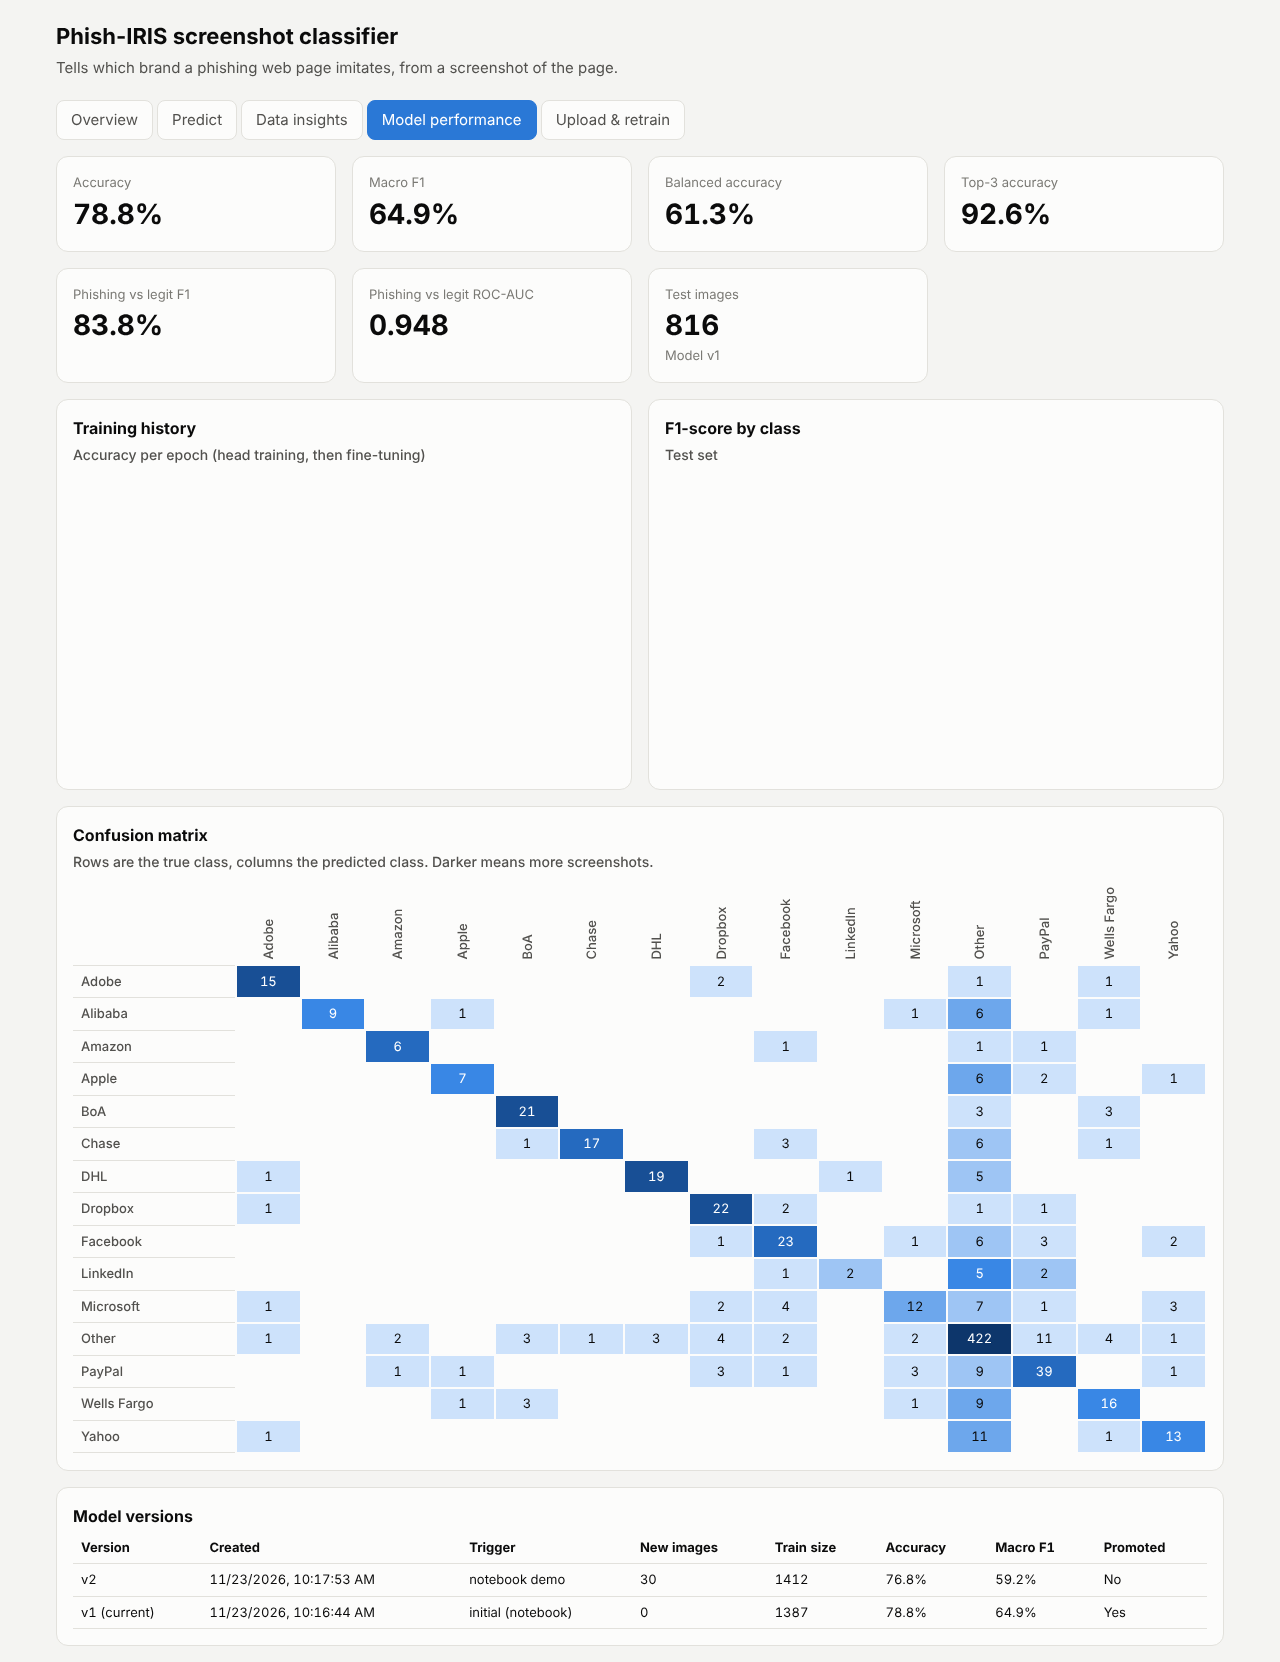 Phish-IRIS screenshot classifier
Tells which brand a phishing web page imitates, from a screenshot of the page.
Overview Predict Data insights Model performance Upload & retrain
Accuracy Macro F1 Balanced accuracy Top-3 accuracy
78.8% 64.9% 61.3% 92.6%
Phishing vs legit F1 Phishing vs legit ROC-AUC Test images
83.8% 0.948 816
Model v1
Training history F1-score by class
Accuracy per epoch (head training, then fine-tuning) Test set
Confusion matrix
Rows are the true class, columns the predicted class. Darker means more screenshots.
Adobe Alibaba Amazon Apple BoA Chase DHL Dropbox Facebook LinkedIn Microsoft Other PayPal Wells Fargo Yahoo
Adobe 15 2 1 1
Alibaba 9 1 1 6 1
Amazon 6 1 1 1
Apple 7 6 2 1
BoA 21 3 3
Chase 1 17 3 6 1
DHL 1 19 1 5
Dropbox 1 22 2 1 1
Facebook 1 23 1 6 3 2
LinkedIn 1 2 5 2
Microsoft 1 2 4 12 7 1 3
Other 1 2 3 1 3 4 2 2 422 11 4 1
PayPal 1 1 3 1 3 9 39 1
Wells Fargo 1 3 1 9 16
Yahoo 1 11 1 13
Model versions
Version Created Trigger New images Train size Accuracy Macro F1 Promoted
v2 11/23/2026, 10:17:53 AM notebook demo 30 1412 76.8% 59.2% No
v1 (current) 11/23/2026, 10:16:44 AM initial (notebook) 0 1387 78.8% 64.9% Yes